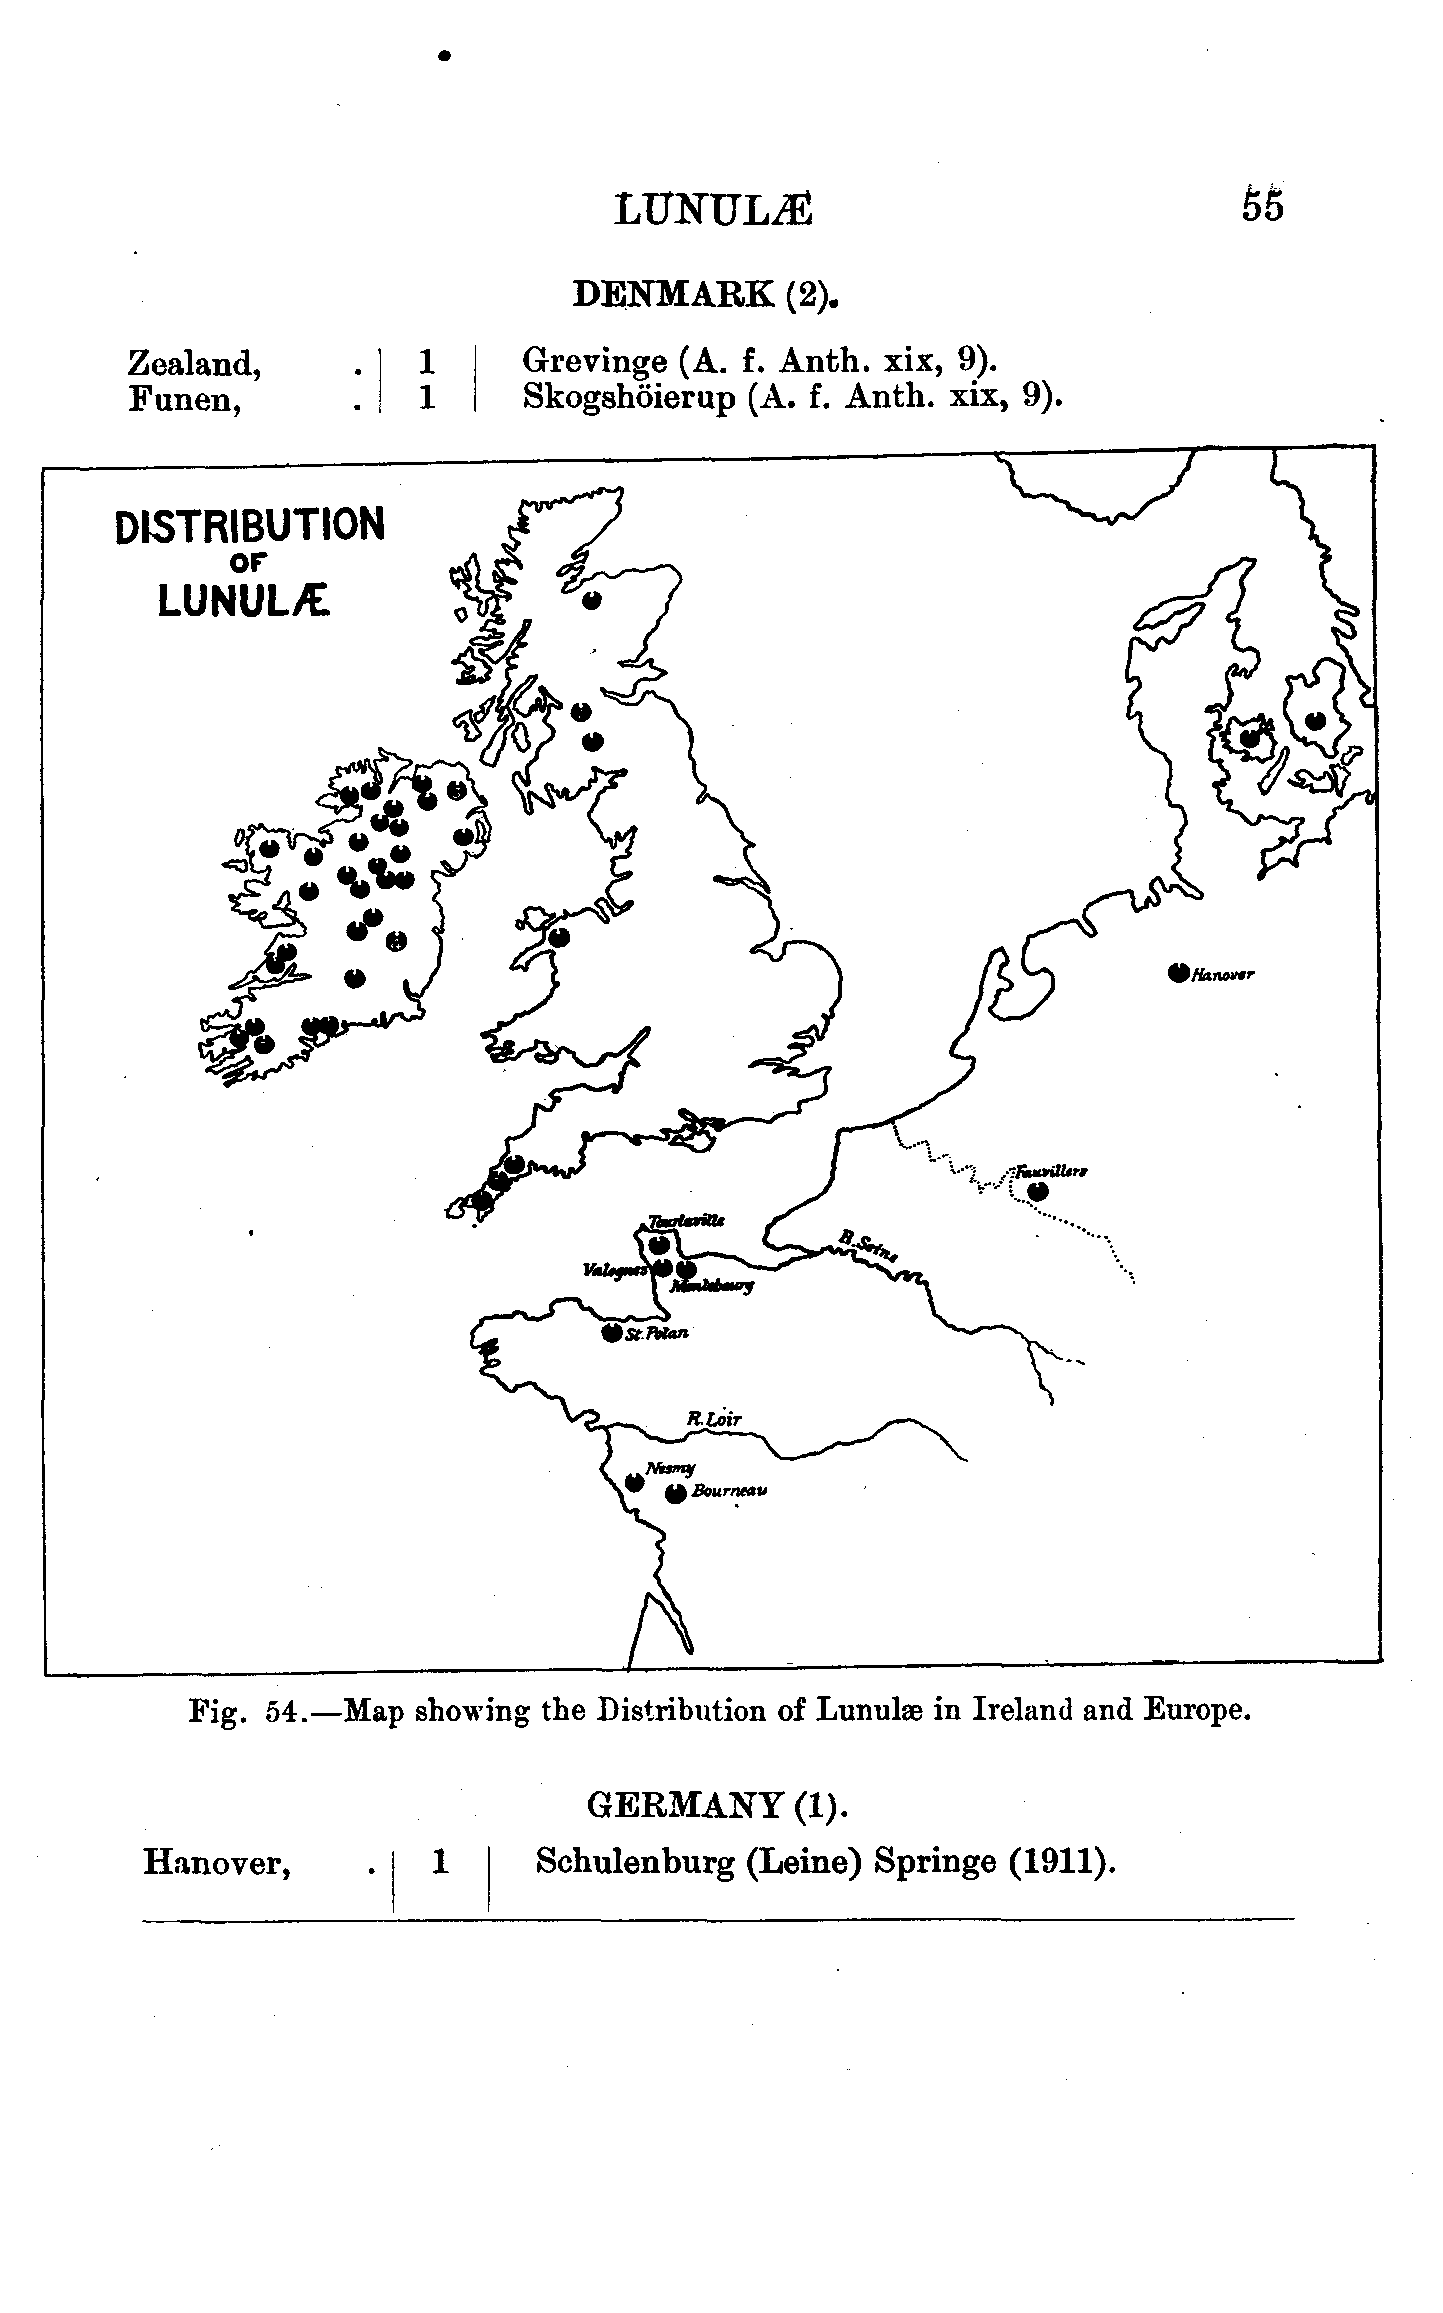 LUNULÆ 55
DENMARK (2).
Zealand, . 1 Grevinge (A. f. Anth. xix, 9).
Funen, . 1 Skogshöierup (A. f. Anth. xix, 9).
DISTRIBUTION
OF
LUNULÆ
Hanover
Fauvillers
Tourlaville
R. Seine
Valognes
Montebourg
St. Polan
R. Loir
Nesmy
Bourneau
Fig. 54.—Map showing the Distribution of Lunulæ in Ireland and Europe.
GERMANY (1).
Hanover, . 1 Schulenburg (Leine) Springe (1911).